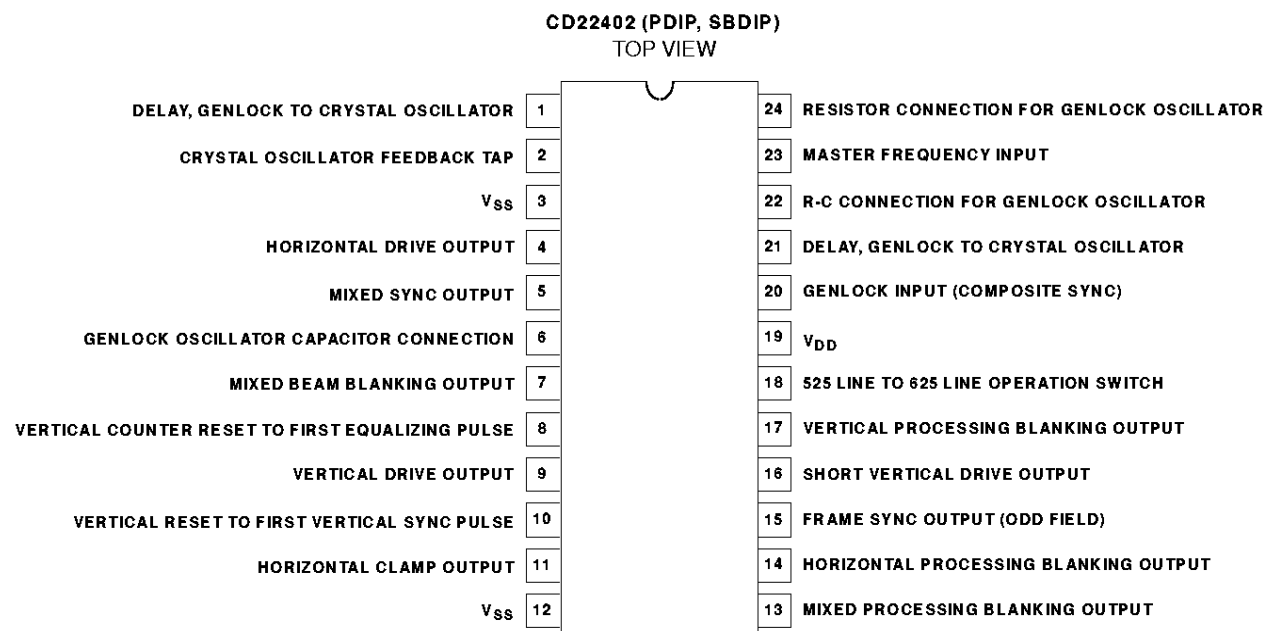 CD22402 (PDIP, SBDIP)
TOP VIEW
DELAY, GENLOCK TO CRYSTAL OSCILLATOR 1
24 RESISTOR CONNECTION FOR GENLOCK OSCILLATOR
CRYSTAL OSCILLATOR FEEDBACK TAP 2
23 MASTER FREQUENCY INPUT
VSS 3
22 R-C CONNECTION FOR GENLOCK OSCILLATOR
HORIZONTAL DRIVE OUTPUT 4
21 DELAY, GENLOCK TO CRYSTAL OSCILLATOR
MIXED SYNC OUTPUT 5
20 GENLOCK INPUT (COMPOSITE SYNC)
GENLOCK OSCILLATOR CAPACITOR CONNECTION 6
19 VDD
MIXED BEAM BLANKING OUTPUT 7
18 525 LINE TO 625 LINE OPERATION SWITCH
VERTICAL COUNTER RESET TO FIRST EQUALIZING PULSE 8
17 VERTICAL PROCESSING BLANKING OUTPUT
VERTICAL DRIVE OUTPUT 9
16 SHORT VERTICAL DRIVE OUTPUT
VERTICAL RESET TO FIRST VERTICAL SYNC PULSE 10
15 FRAME SYNC OUTPUT (ODD FIELD)
HORIZONTAL CLAMP OUTPUT 11
14 HORIZONTAL PROCESSING BLANKING OUTPUT
VSS 12
13 MIXED PROCESSING BLANKING OUTPUT